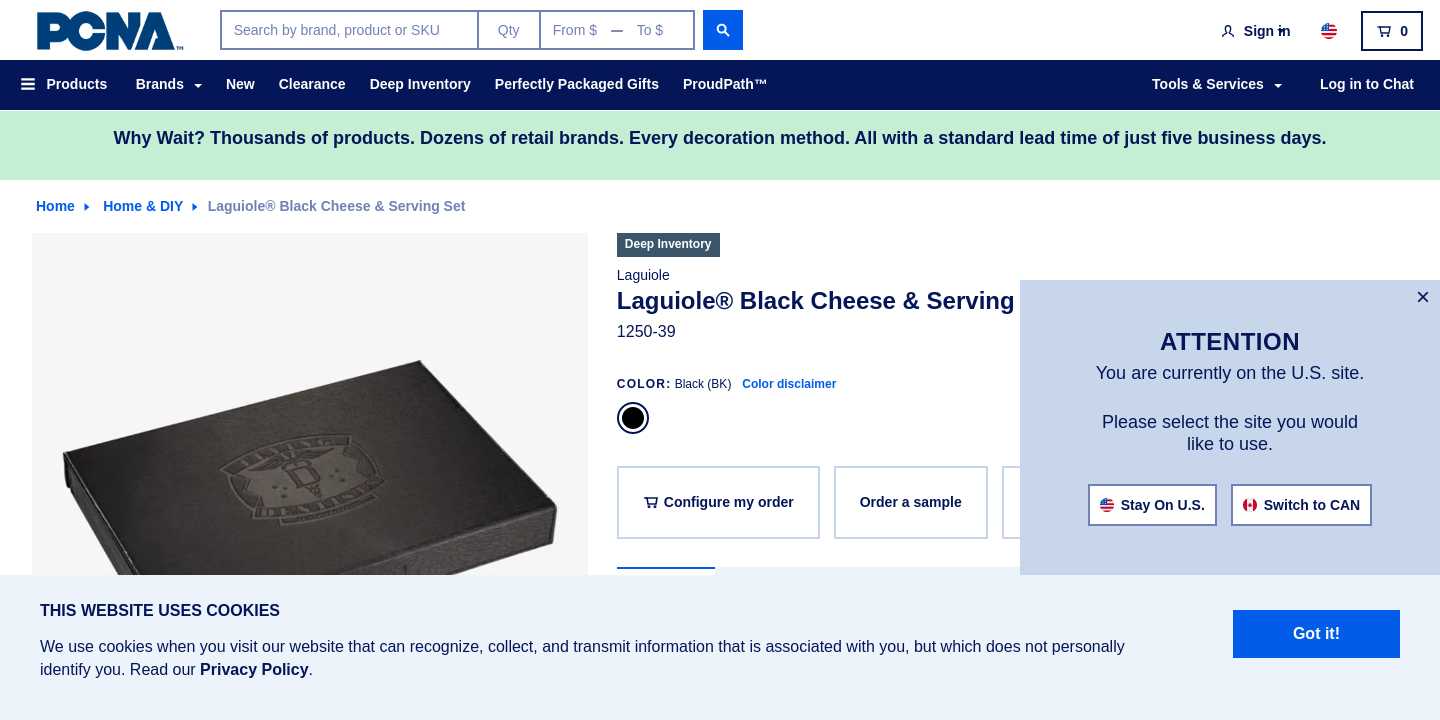 PCNA™
Search by brand, product or SKU
Qty
From $ — To $
Sign in
0
Products
Brands
New
Clearance
Deep Inventory
Perfectly Packaged Gifts
ProudPath™
Tools & Services
Log in to Chat
Why Wait? Thousands of products. Dozens of retail brands. Every decoration method. All with a standard lead time of just five business days.
Home
Home & DIY
Laguiole® Black Cheese & Serving Set
Deep Inventory
Laguiole
Laguiole® Black Cheese & Serving
1250-39
COLOR: Black (BK) Color disclaimer
Configure my order
Order a sample
×
ATTENTION
You are currently on the U.S. site.
Please select the site you would
like to use.
Stay On U.S.
Switch to CAN
THIS WEBSITE USES COOKIES
We use cookies when you visit our website that can recognize, collect, and transmit information that is associated with you, but which does not personally
identify you. Read our Privacy Policy.
Got it!